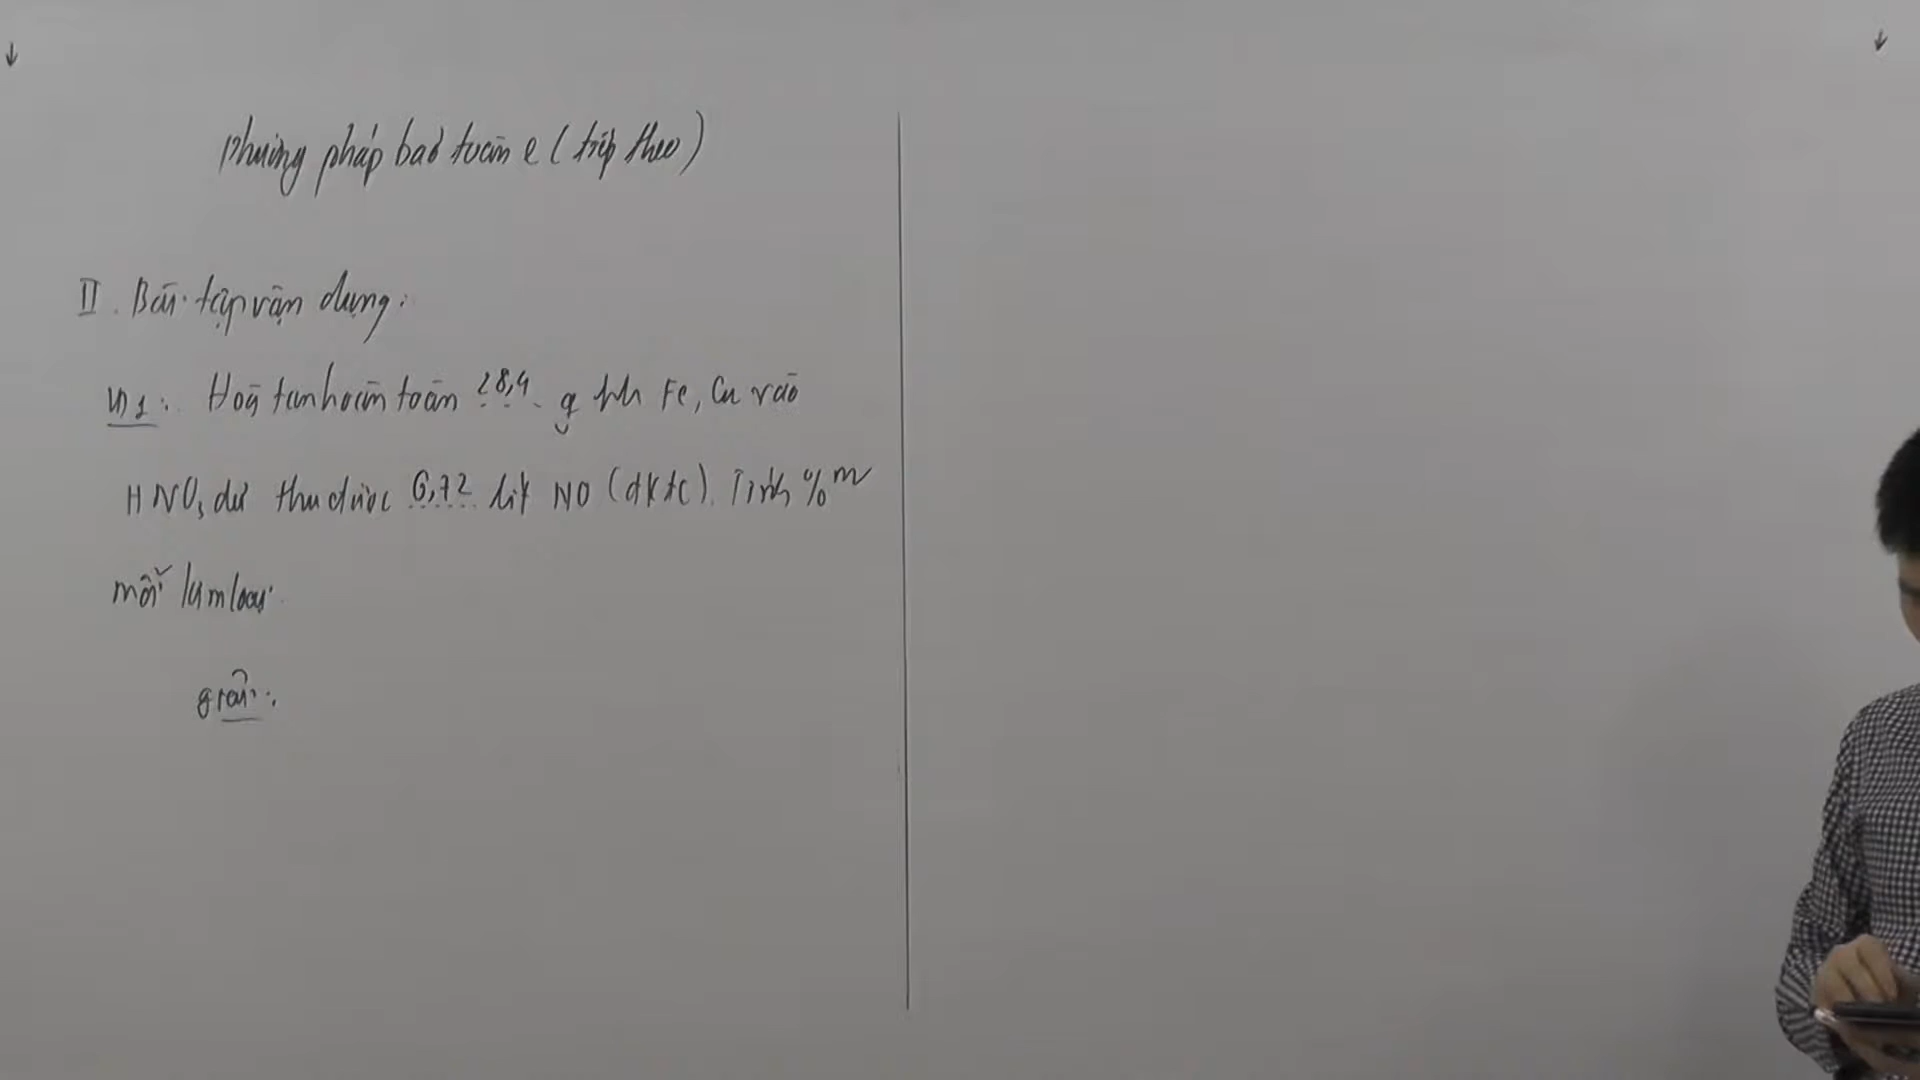 Phương pháp bảo toàn e (tiếp theo)
II. Bài tập vận dụng:
VD1: Hoà tan hoàn toàn 28,4 g hh Fe, Cu vào
HNO₃ dư thu được 6,72 lít NO (đktc). Tính %m
mỗi kim loại.
giải: